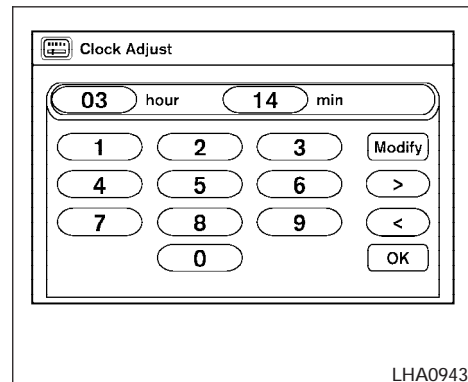 Clock Adjust
03 hour 14 min
1 2 3 Modify
4 5 6 >
7 8 9 <
0 OK
LHA0943